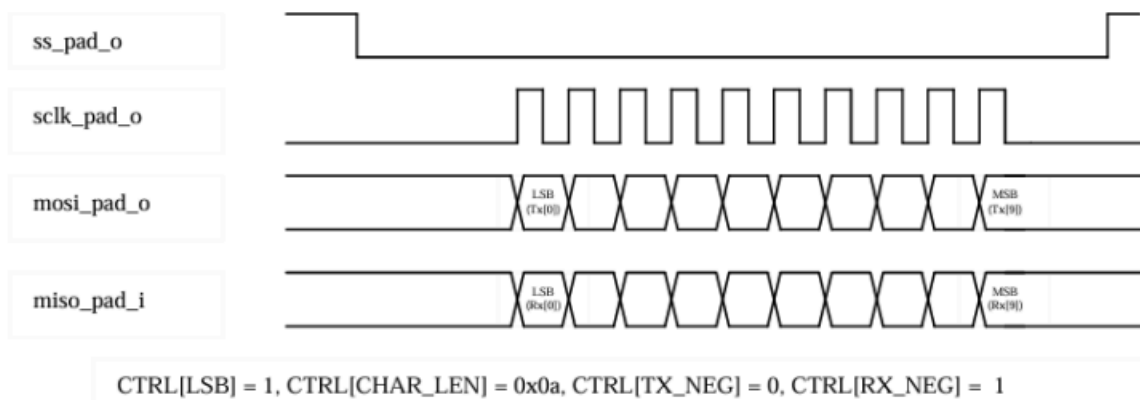 ss_pad_o
sclk_pad_o
mosi_pad_o
LSB
(Tx[0])
MSB
(Tx[9])
miso_pad_i
LSB
(Rx[0])
MSB
(Rx[9])
CTRL[LSB] = 1, CTRL[CHAR_LEN] = 0x0a, CTRL[TX_NEG] = 0, CTRL[RX_NEG] = 1